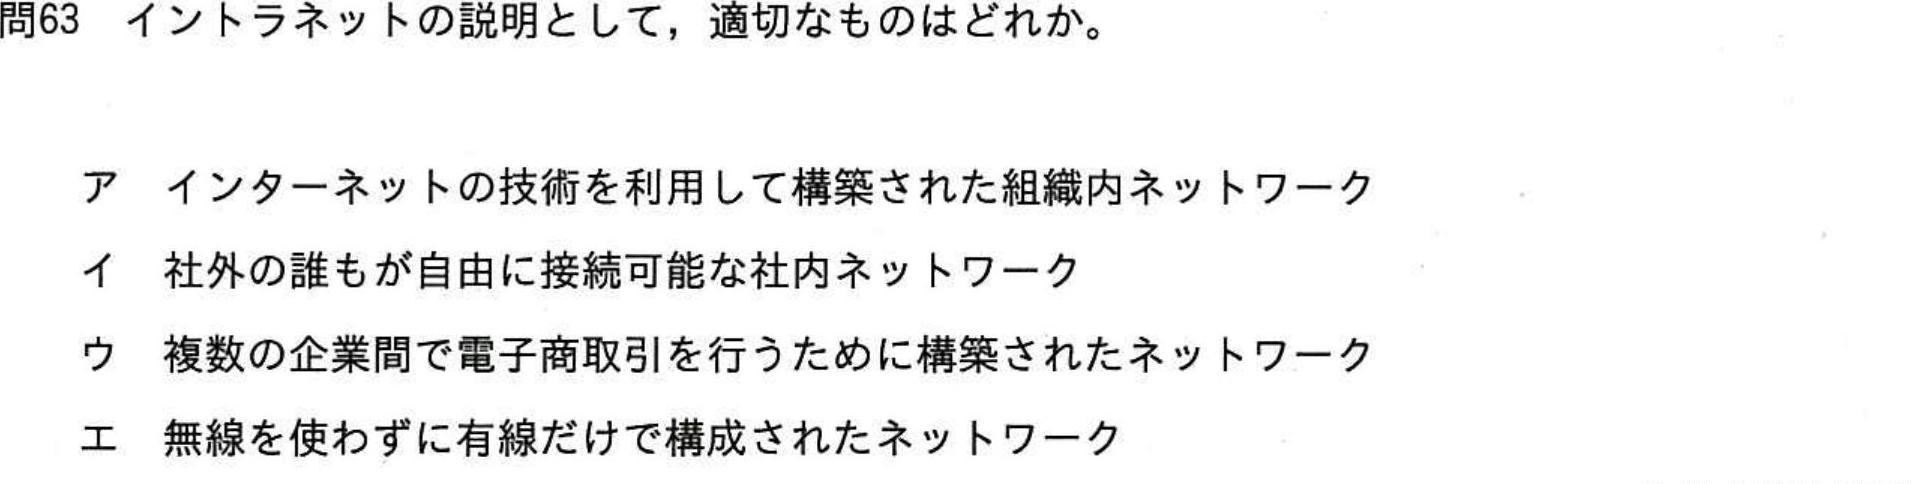 問63　イントラネットの説明として，適切なものはどれか。
ア　インターネットの技術を利用して構築された組織内ネットワーク
イ　社外の誰もが自由に接続可能な社内ネットワーク
ウ　複数の企業間で電子商取引を行うために構築されたネットワーク
エ　無線を使わずに有線だけで構成されたネットワーク